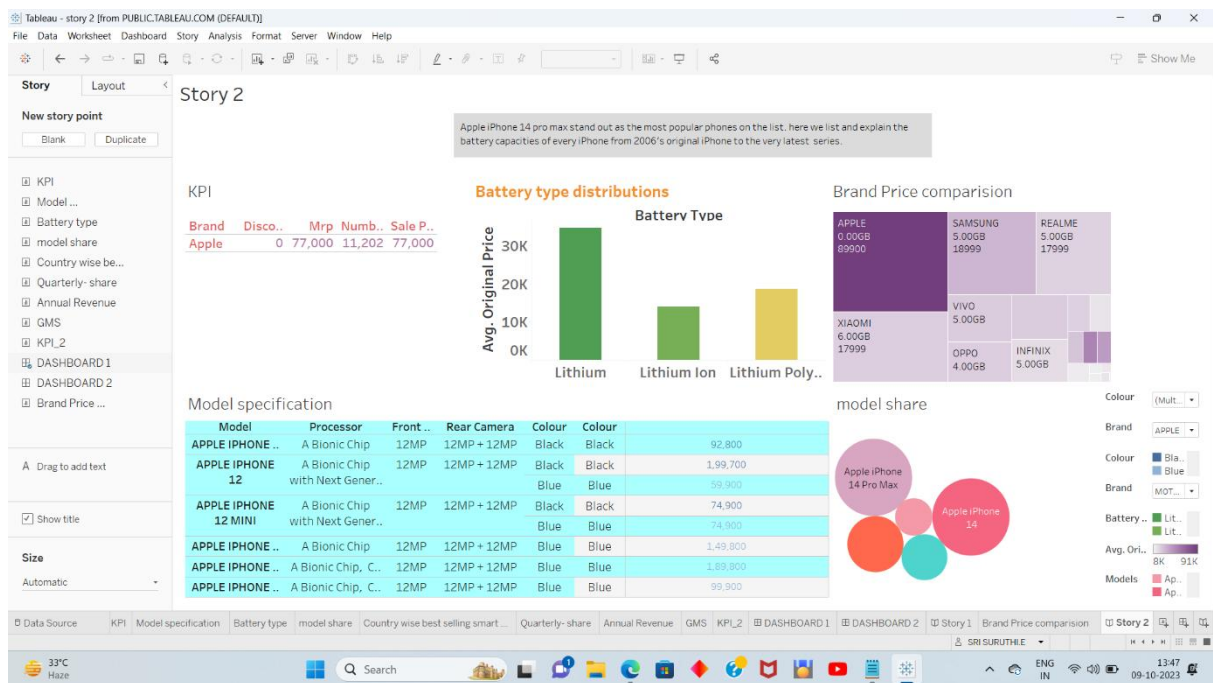 Tableau - story 2 [from PUBLIC.TABLEAU.COM (DEFAULT)]
File Data Worksheet Dashboard Story Analysis Format Server Window Help
Show Me
Story Layout
New story point
Blank Duplicate
KPI
Model ...
Battery type
model share
Country wise be...
Quarterly- share
Annual Revenue
GMS
KPI_2
DASHBOARD 1
DASHBOARD 2
Brand Price ...
A Drag to add text
Show title
Size
Automatic
Story 2
Apple iPhone 14 pro max stand out as the most popular phones on the list. here we list and explain the
battery capacities of every iPhone from 2006's original iPhone to the very latest series.
KPI
Brand Disco.. Mrp Numb.. Sale P..
Apple 0 77,000 11,202 77,000
Battery type distributions
Battery Type
Avg. Original Price
30K
20K
10K
0K
Lithium Lithium Ion Lithium Poly..
Brand Price comparision
APPLE
0.00GB
89900
SAMSUNG
5.00GB
18999
REALME
5.00GB
17999
XIAOMI
6.00GB
17999
VIVO
5.00GB
OPPO
4.00GB
INFINIX
5.00GB
Model specification
Model Processor Front .. Rear Camera Colour Colour
APPLE IPHONE .. A Bionic Chip 12MP 12MP + 12MP Black Black 92,800
APPLE IPHONE 12 A Bionic Chip with Next Gener.. 12MP 12MP + 12MP Black Black 1,99,700
Blue Blue 59,900
APPLE IPHONE 12 MINI A Bionic Chip with Next Gener.. 12MP 12MP + 12MP Black Black 74,900
Blue Blue 74,900
APPLE IPHONE .. A Bionic Chip 12MP 12MP + 12MP Blue Blue 1,49,800
APPLE IPHONE .. A Bionic Chip, C.. 12MP 12MP + 12MP Blue Blue 1,89,800
APPLE IPHONE .. A Bionic Chip, C.. 12MP 12MP + 12MP Blue Blue 99,900
model share
Apple iPhone
14 Pro Max
Apple iPhone
14
Colour (Mult..
Brand APPLE
Colour Bla..
Blue
Brand MOT...
Battery .. Lit..
Lit..
Avg. Ori..
8K 91K
Models Ap..
Ap..
Data Source KPI Model specification Battery type model share Country wise best selling smart ... Quarterly- share Annual Revenue GMS KPI_2 DASHBOARD 1 DASHBOARD 2 Story 1 Brand Price comparision Story 2
SRI SURUTHI.E
33°C
Haze
Search
ENG
IN
13:47
09-10-2023